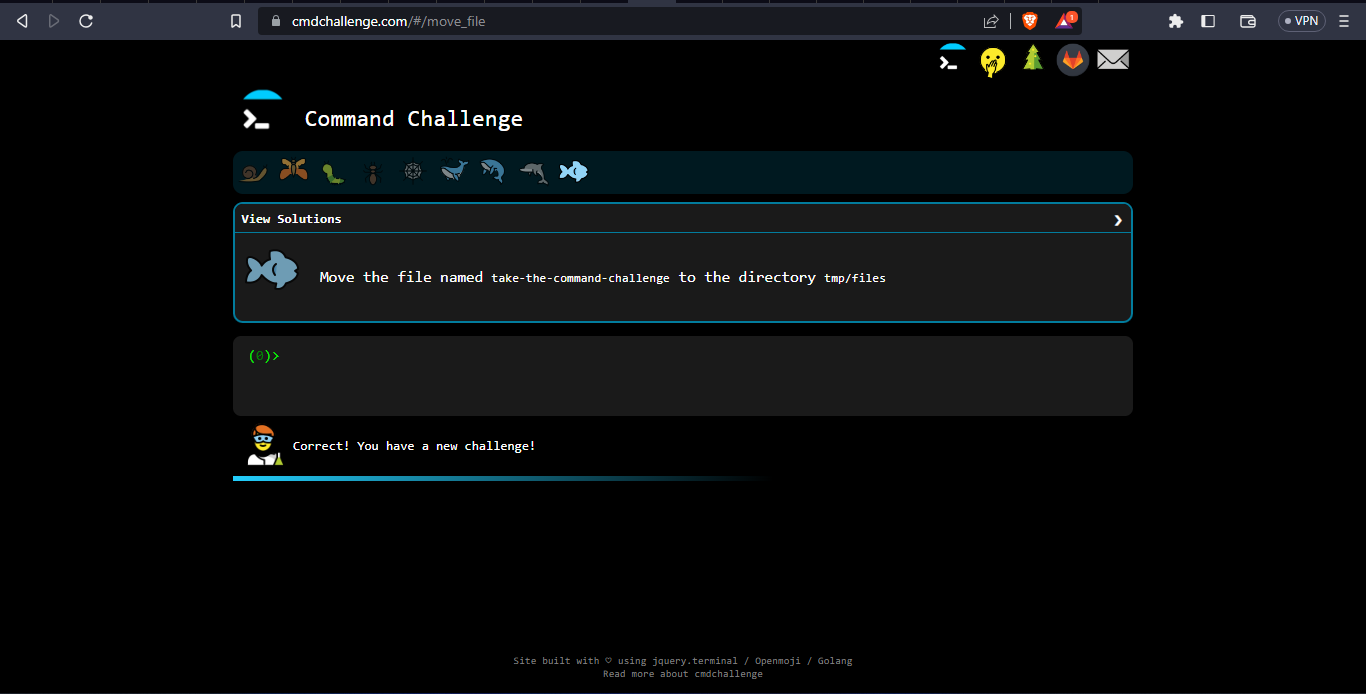 cmdchallenge.com/#/move_file
1
VPN
Command Challenge
View Solutions
Move the file named take-the-command-challenge to the directory tmp/files
(0)>
Correct! You have a new challenge!
Site built with ♡ using jquery.terminal / Openmoji / Golang
Read more about cmdchallenge